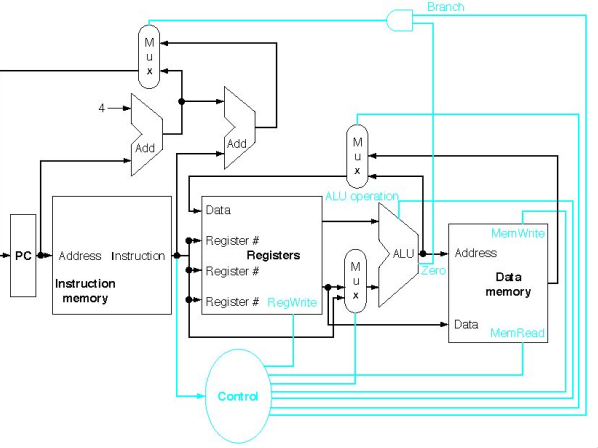 Branch
M
u
x
4
Add
Add
M
u
x
ALU operation
Data
Register #
Registers
Register #
Register #
RegWrite
PC
Address
Instruction
Instruction
memory
M
u
x
ALU
Zero
MemWrite
Address
Data
memory
Data
MemRead
Control